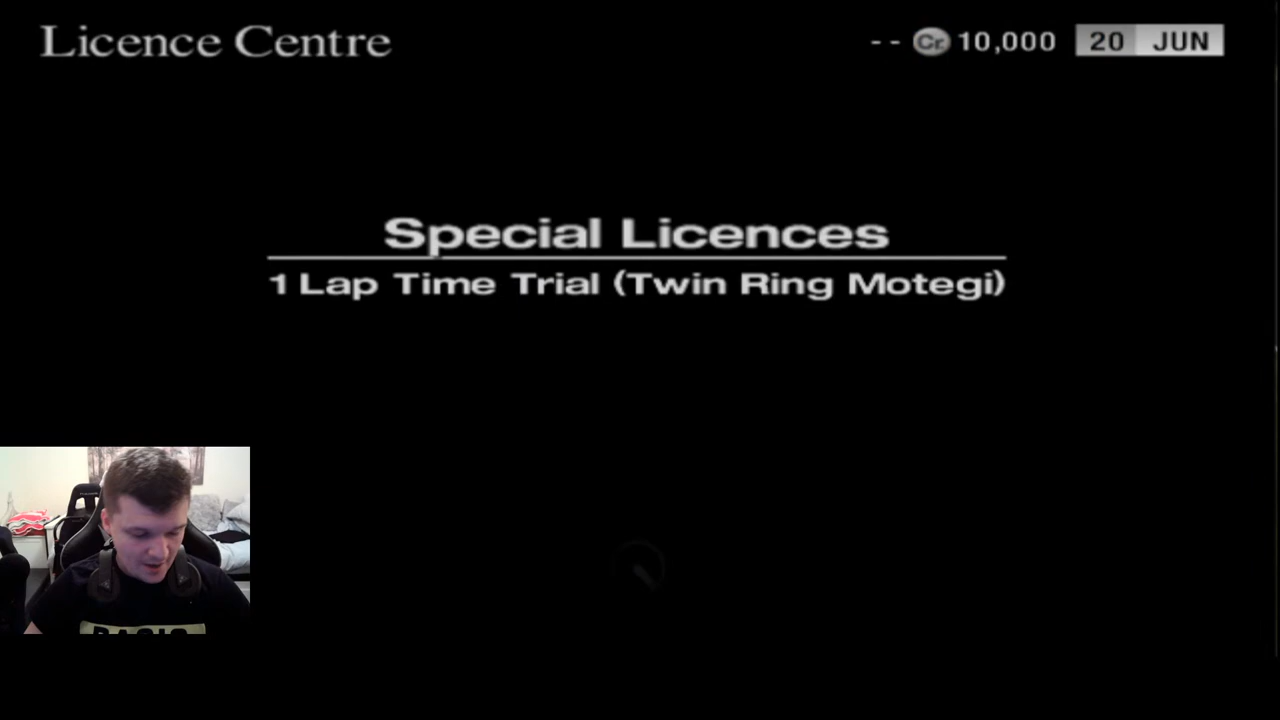 Licence Centre
-- Cr 10,000 20 JUN
Special Licences
1 Lap Time Trial (Twin Ring Motegi)